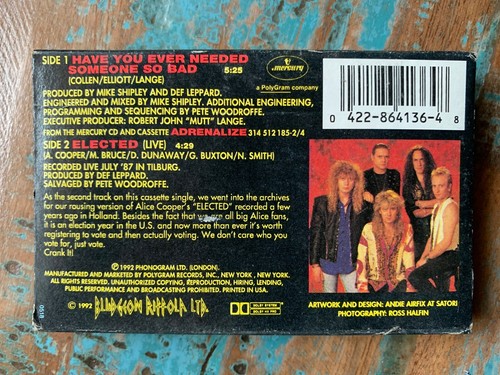 SIDE 1 HAVE YOU EVER NEEDED
SOMEONE SO BAD 5:25
(COLLEN/ELLIOTT/LANGE)
PRODUCED BY MIKE SHIPLEY AND DEF LEPPARD.
ENGINEERED AND MIXED BY MIKE SHIPLEY. ADDITIONAL ENGINEERING,
PROGRAMMING AND SEQUENCING BY PETE WOODROFFE.
EXECUTIVE PRODUCER: ROBERT JOHN "MUTT" LANGE.
FROM THE MERCURY CD AND CASSETTE ADRENALIZE 314 512 185-2/4
SIDE 2 ELECTED (LIVE) 4:29
(A. COOPER/M. BRUCE/D. DUNAWAY/G. BUXTON/N. SMITH)
RECORDED LIVE JULY '87 IN TILBURG.
PRODUCED BY DEF LEPPARD.
SALVAGED BY PETE WOODROFFE.
As the second track on this cassette single, we went into the archives
for our rousing version of Alice Cooper's "ELECTED" recorded a few
years ago in Holland. Besides the fact that we are all big Alice fans,
it is an election year in the U.S. and now more than ever it's worth
registering to vote and then actually voting. We don't care who you
vote for, just vote.
Crank It!
℗ 1992 PHONOGRAM LTD. (LONDON).
MANUFACTURED AND MARKETED BY POLYGRAM RECORDS, INC., NEW YORK, NEW YORK.
ALL RIGHTS RESERVED. UNAUTHORIZED COPYING, REPRODUCTION, HIRING, LENDING,
PUBLIC PERFORMANCE AND BROADCASTING PROHIBITED. PRINTED IN USA.
© 1992 BLUDGEON RIFFOLA LTD.
DOLBY SYSTEM
DOLBY HX PRO
mercury
a PolyGram company
0 422-864136-4 8
ARTWORK AND DESIGN: ANDIE AIRFIX AT SATORI
PHOTOGRAPHY: ROSS HALFIN